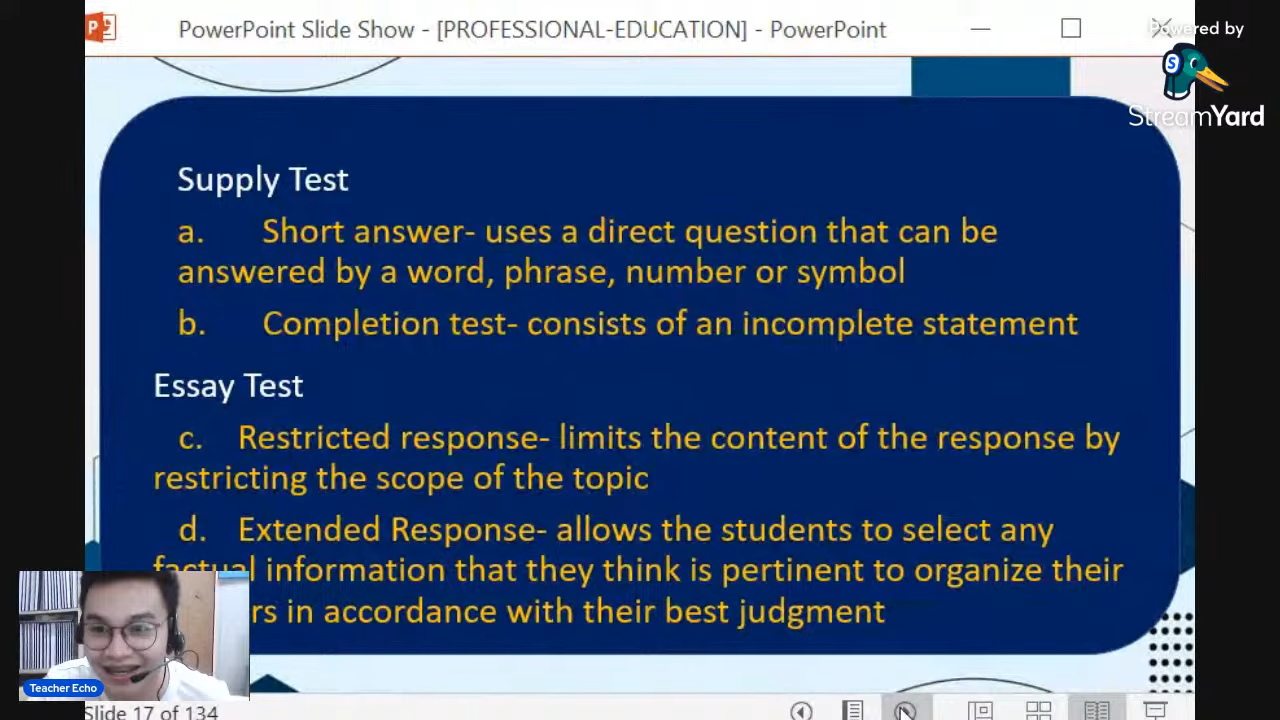 PowerPoint Slide Show - [PROFESSIONAL-EDUCATION] - PowerPoint
Powered by
StreamYard
Supply Test
a. Short answer- uses a direct question that can be
answered by a word, phrase, number or symbol
b. Completion test- consists of an incomplete statement
Essay Test
c. Restricted response- limits the content of the response by
restricting the scope of the topic
d. Extended Response- allows the students to select any
factual information that they think is pertinent to organize their
in accordance with their best judgment
Teacher Echo
Slide 17 of 134